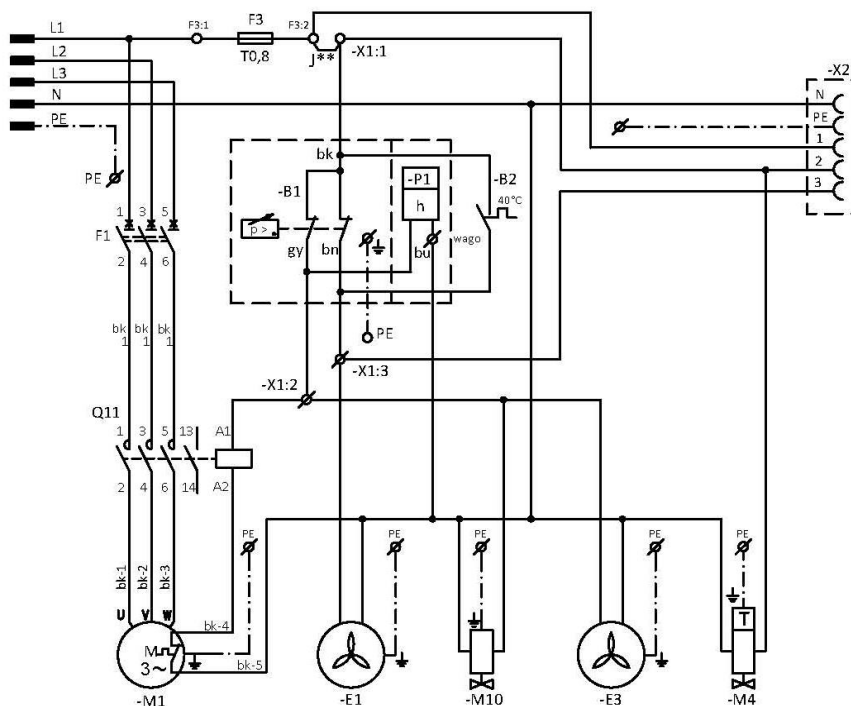 L1
F3:1
F3
F3:2
T0,8
J**
-X1:1
L2
L3
N
PE
-X2
N
PE
1
2
3
PE
bk
-P1
h
-B1
-B2
40°C
p >
wago
gy
bn
bu
PE
1 3 5
F1
2 4 6
bk 1
bk 1
bk 1
-X1:3
-X1:2
Q11
1 3 5 13
A1
2 4 6 14
A2
PE
PE
PE
PE
PE
bk-1
bk-2
bk-3
U V W
bk-4
M
3~
bk-5
T
-M1
-E1
-M10
-E3
-M4